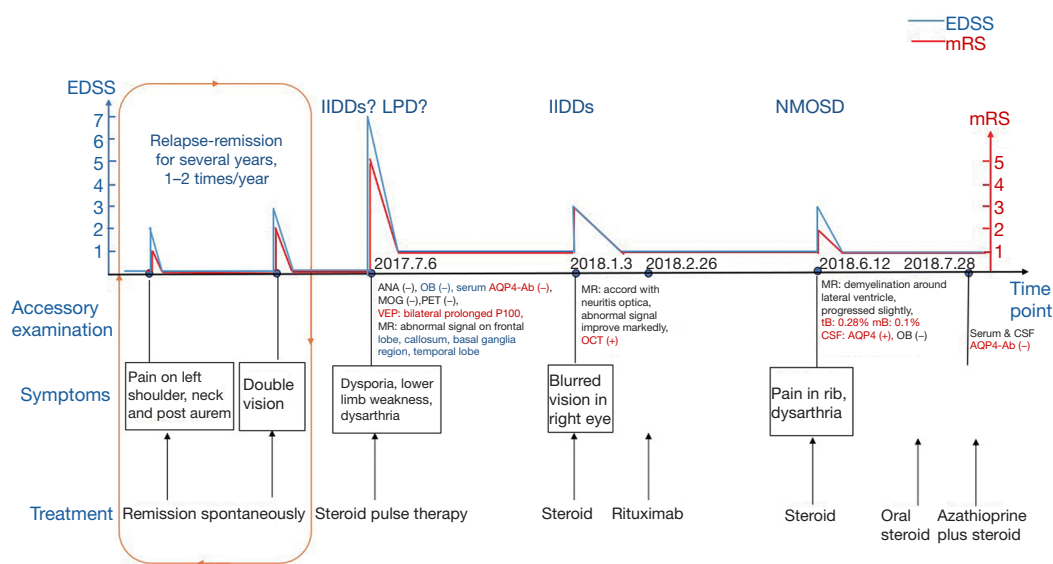 EDSS
mRS
EDSS
IIDDs? LPD?
IIDDs
NMOSD
mRS
7
6
5
4
3
2
1
Relapse-remission
for several years,
1–2 times/year
5
4
3
2
1
2017.7.6
2018.1.3
2018.2.26
2018.6.12
2018.7.28
Time
point
Accessory
examination
ANA (–), OB (–), serum AQP4-Ab (–),
MOG (–),PET (–),
VEP: bilateral prolonged P100,
MR: abnormal signal on frontal
lobe, callosum, basal ganglia
region, temporal lobe
MR: accord with
neuritis optica,
abnormal signal
improve markedly,
OCT (+)
MR: demyelination around
lateral ventricle,
progressed slightly,
tB: 0.28% mB: 0.1%
CSF: AQP4 (+), OB (–)
Serum & CSF
AQP4-Ab (–)
Symptoms
Pain on left
shoulder, neck
and post aurem
Double
vision
Dysporia, lower
limb weakness,
dysarthria
Blurred
vision in
right eye
Pain in rib,
dysarthria
Treatment
Remission spontaneously
Steroid pulse therapy
Steroid
Rituximab
Steroid
Oral
steroid
Azathioprine
plus steroid